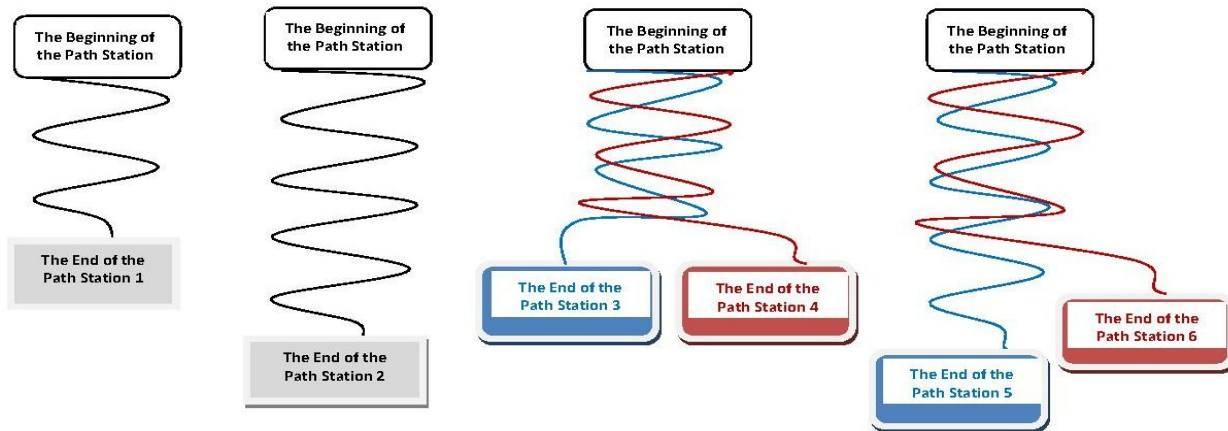 The Beginning of
the Path Station
The End of the
Path Station 1
The Beginning of
the Path Station
The End of the
Path Station 2
The Beginning of
the Path Station
The End of the
Path Station 3
The End of the
Path Station 4
The Beginning of
the Path Station
The End of the
Path Station 5
The End of the
Path Station 6